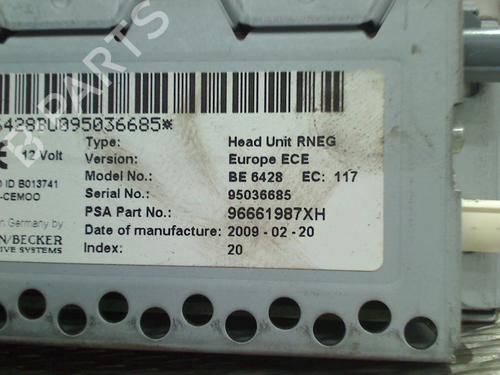 B PARTS
6428BU095036685*
12 Volt
ID B013741
-CEMOO
n Germany by
N/BECKER
IVE SYSTEMS
Type: Head Unit RNEG
Version: Europe ECE
Model No.: BE 6428 EC: 117
Serial No.: 95036685
PSA Part No.: 96661987XH
Date of manufacture: 2009 - 02 - 20
Index: 20